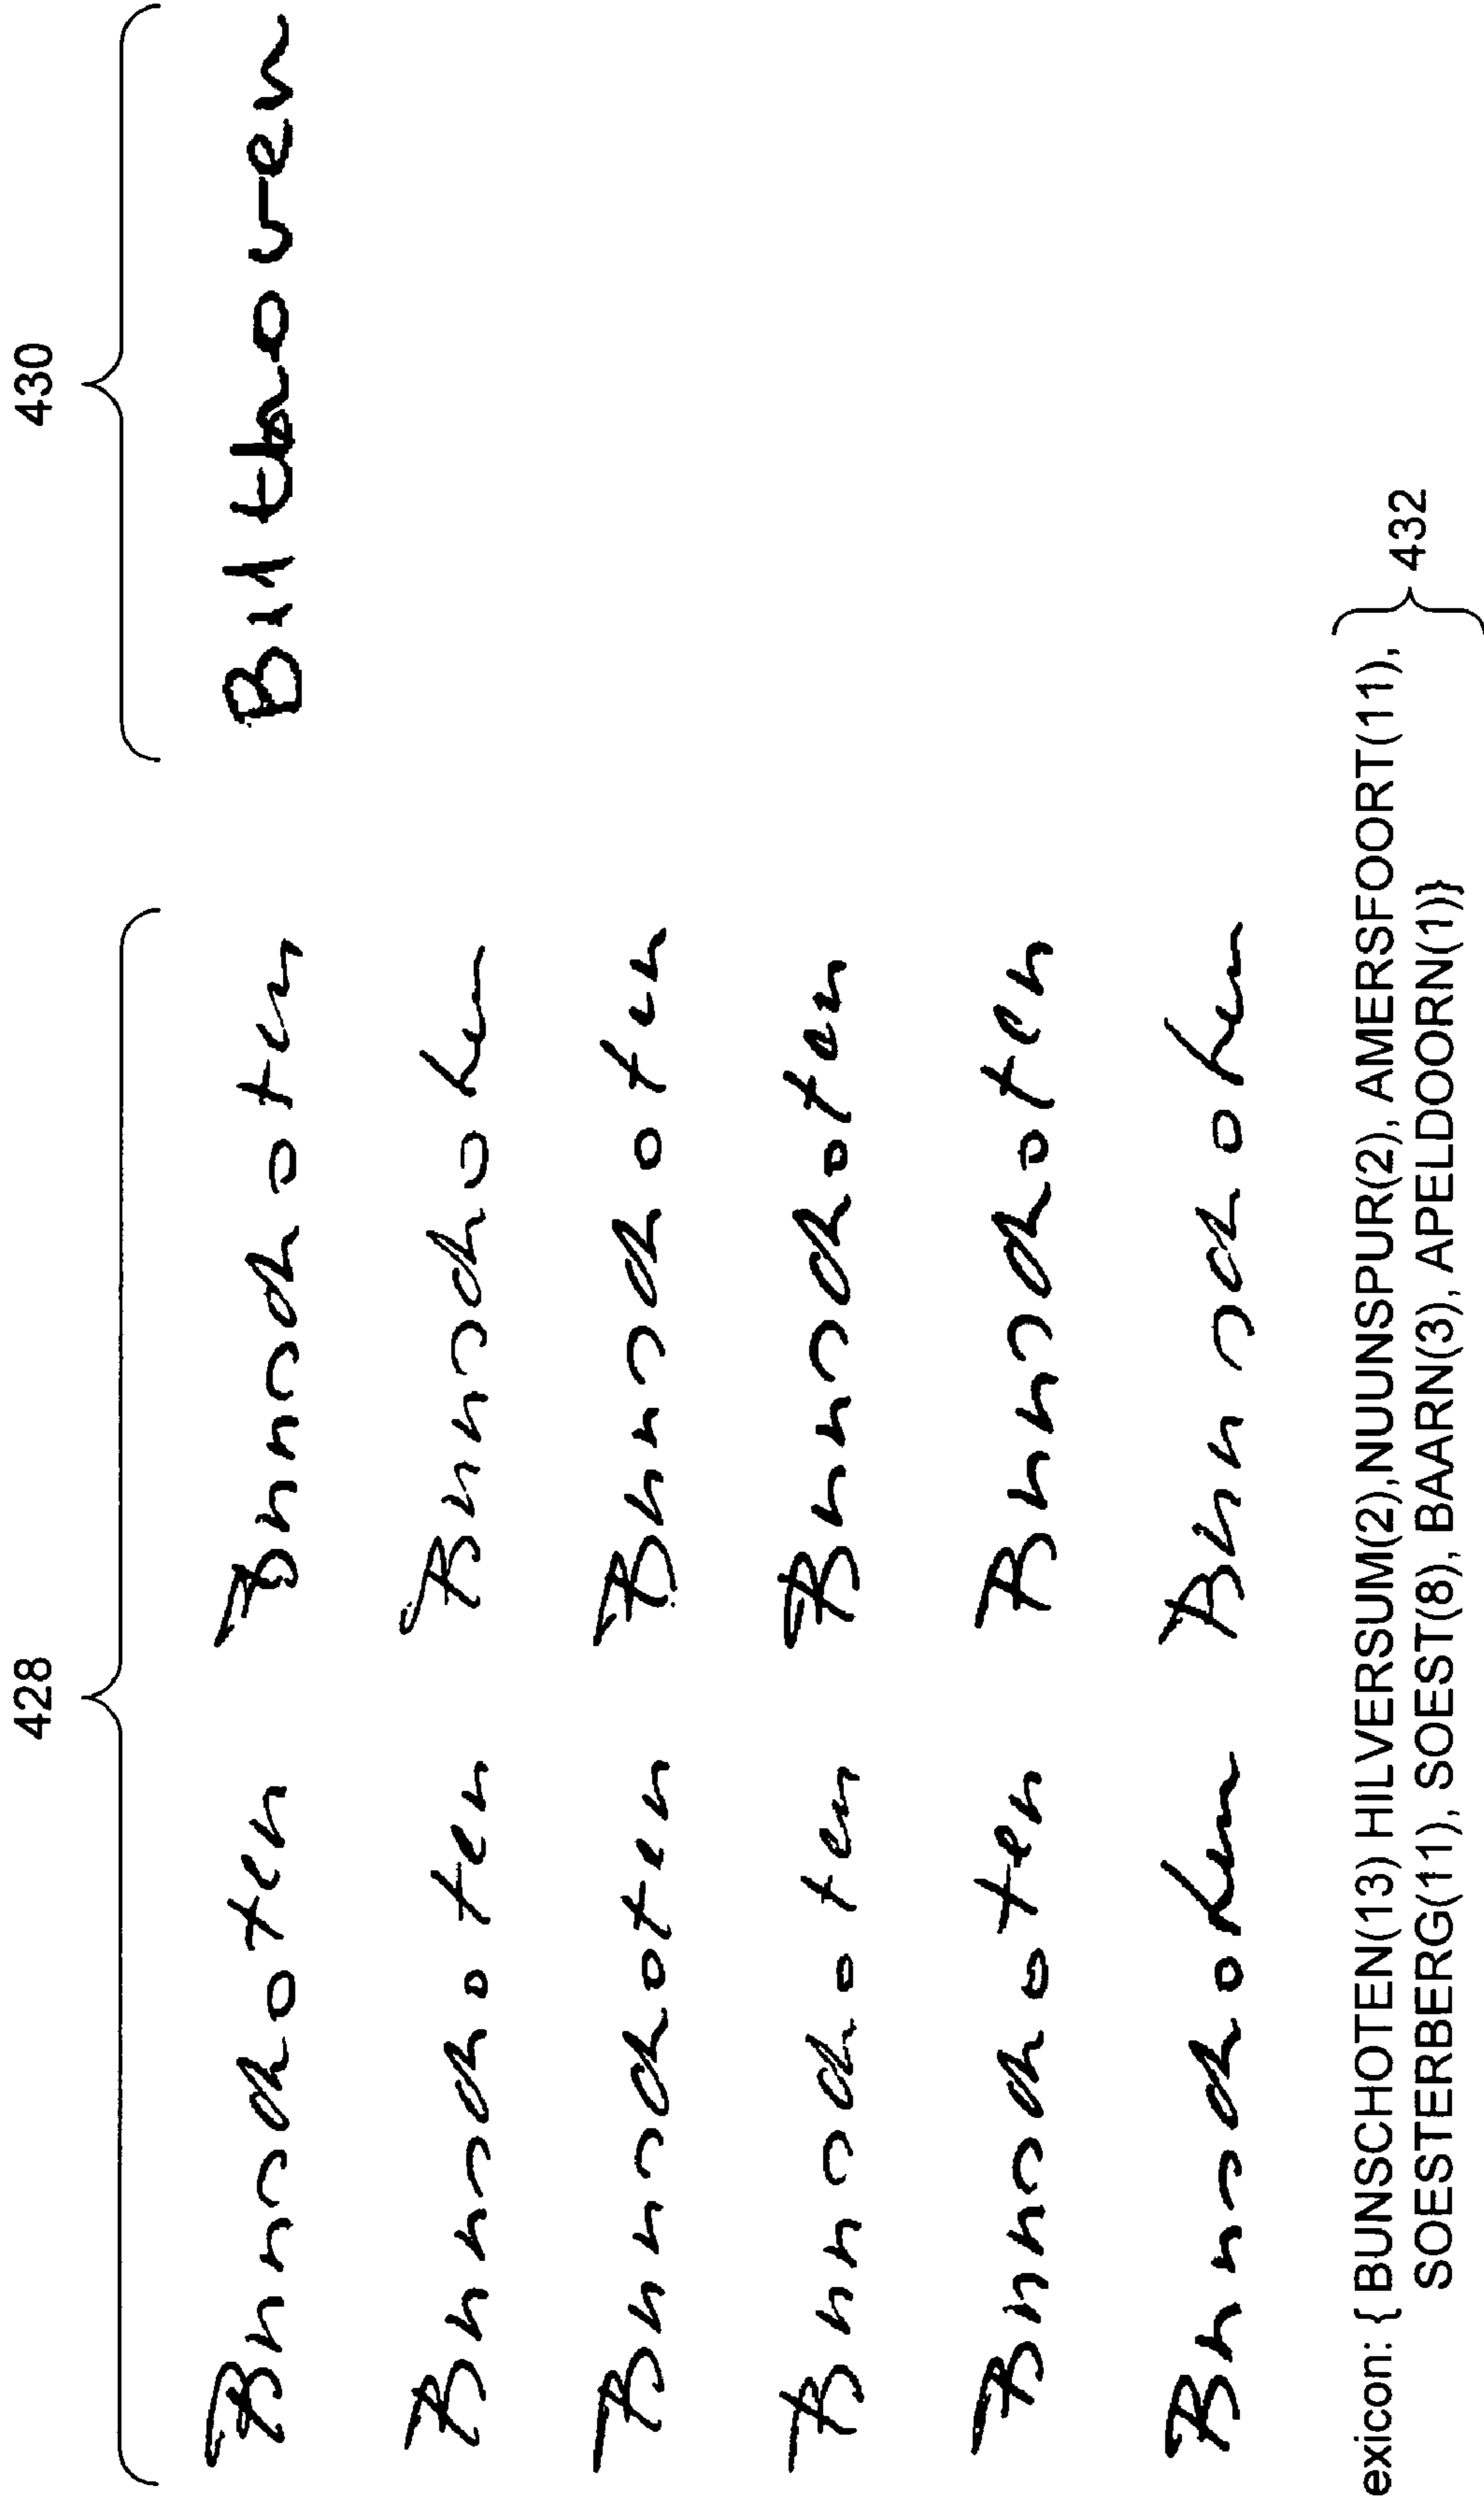 428 430
Bunschoten Bunschoten Bilthoven
Bunschoten Bunschoten
Bunschoten Bunschoten
Bunschoten Bunschoten
Bunschoten Bunschoten
Bunschoten Bunschoten
exicon: { BUNSCHOTEN(13) HILVERSUM(2),NUUNSPUR(2), AMERSFOORT(11),
SOESTERBERG(11), SOEST(8), BAARN(3), APELDOORN(1)}
432